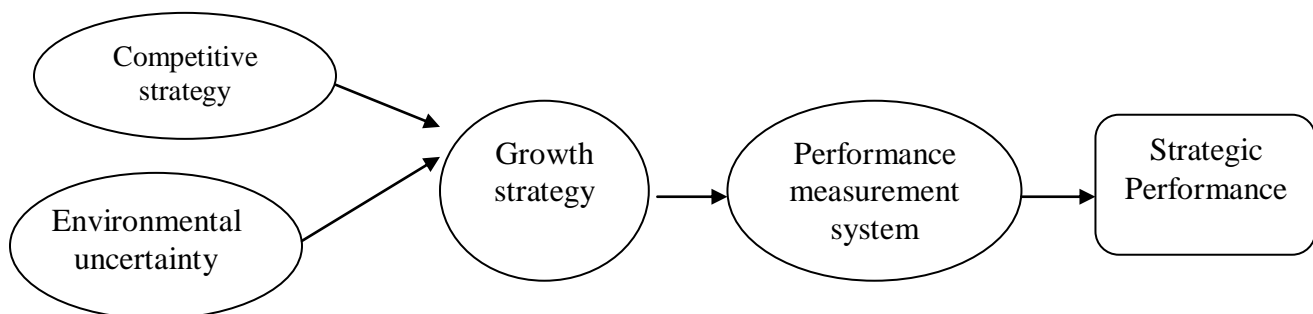 Competitive
strategy
Environmental
uncertainty
Growth
strategy
Performance
measurement
system
Strategic
Performance